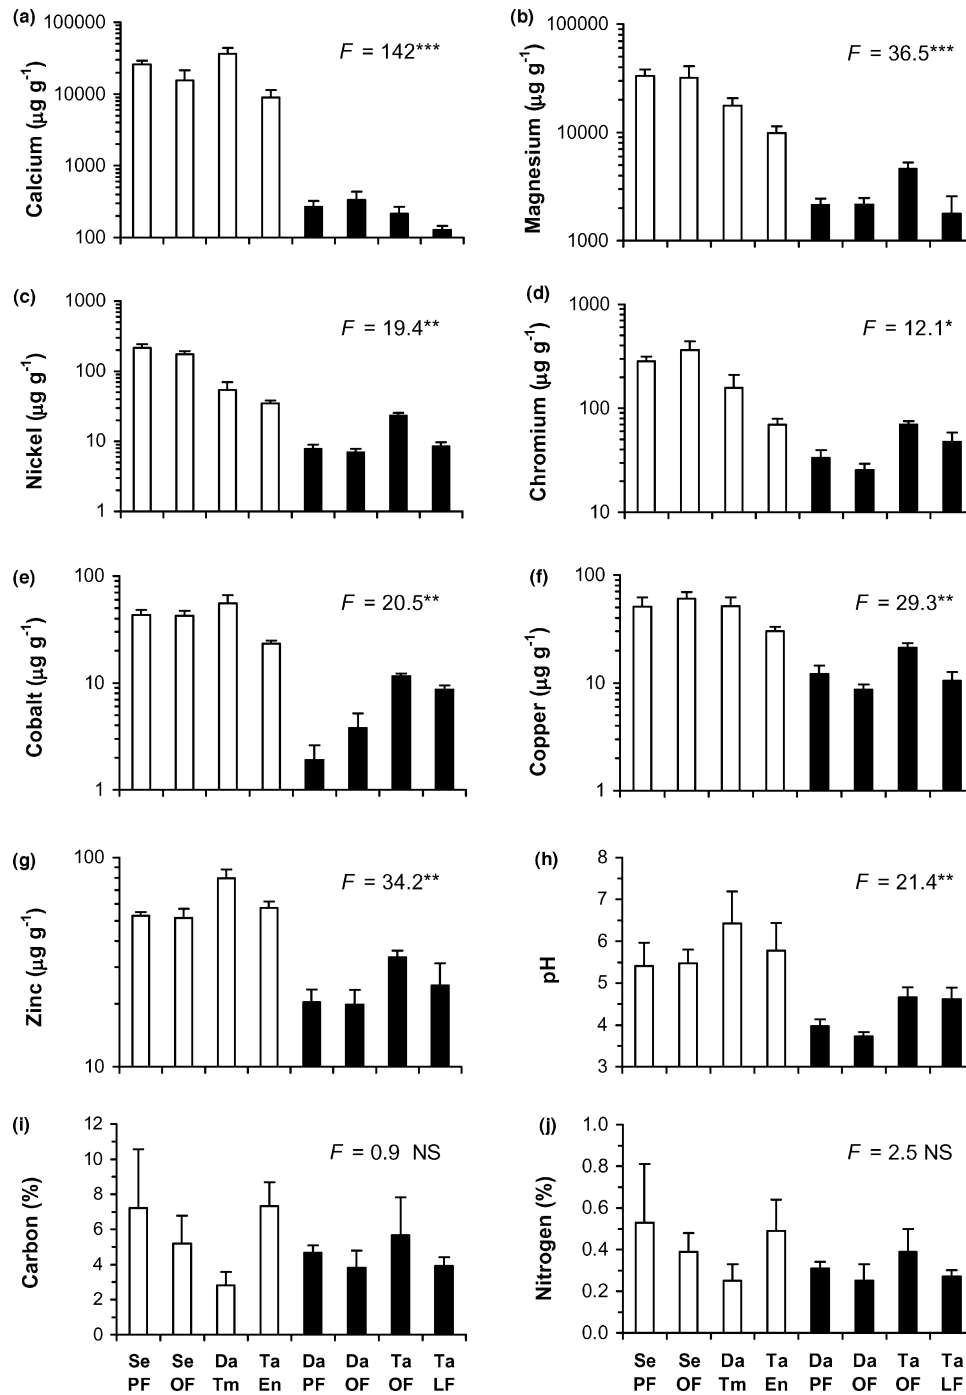 (a)
Calcium (µg g-1)
100000
10000
1000
100
F = 142***
(b)
Magnesium (µg g-1)
100000
10000
1000
F = 36.5***
(c)
Nickel (µg g-1)
1000
100
10
1
F = 19.4**
(d)
Chromium (µg g-1)
1000
100
10
F = 12.1*
(e)
Cobalt (µg g-1)
100
10
1
F = 20.5**
(f)
Copper (µg g-1)
100
10
1
F = 29.3**
(g)
Zinc (µg g-1)
100
10
F = 34.2**
(h)
pH
8
7
6
5
4
3
F = 21.4**
(i)
Carbon (%)
12
10
8
6
4
2
0
F = 0.9 NS
(j)
Nitrogen (%)
1.0
0.8
0.6
0.4
0.2
0.0
F = 2.5 NS
Se Se Da Ta Da Da Ta Ta
PF OF Tm En PF OF OF LF
Se Se Da Ta Da Da Ta Ta
PF OF Tm En PF OF OF LF